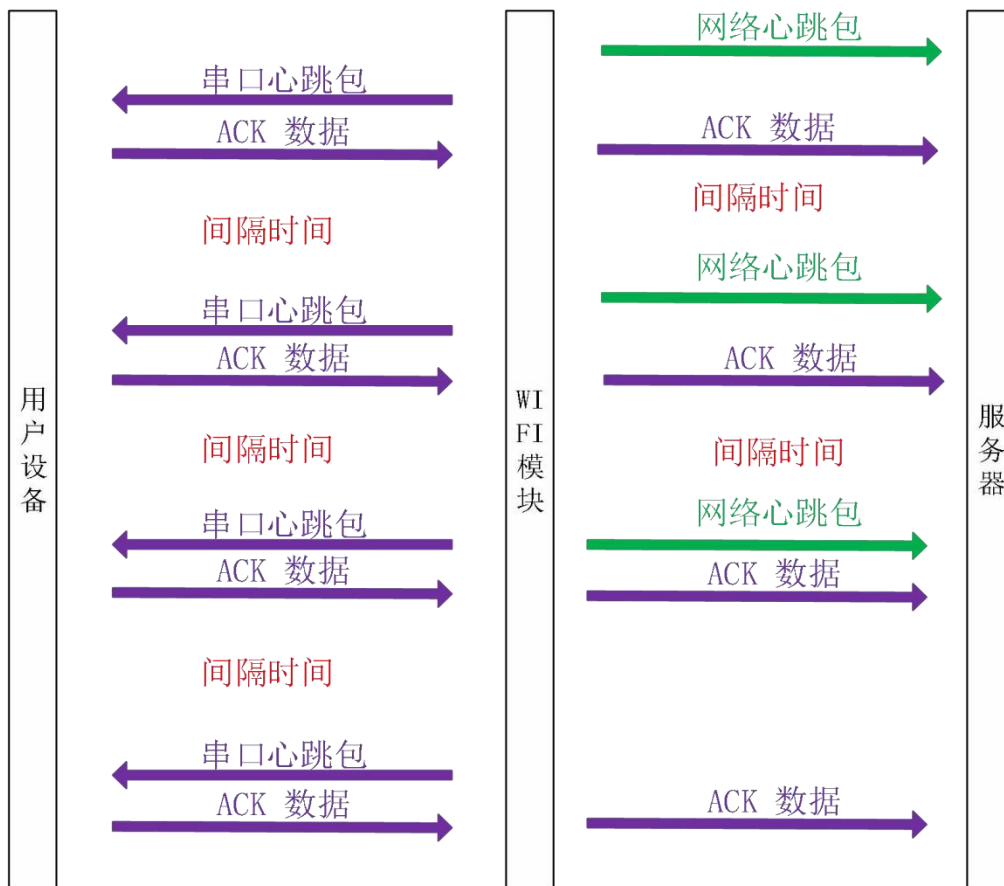 网络心跳包
串口心跳包
ACK 数据
ACK 数据
间隔时间
间隔时间
网络心跳包
串口心跳包
ACK 数据
ACK 数据
用户设备
WIFI模块
服务器
间隔时间
间隔时间
串口心跳包
网络心跳包
ACK 数据
ACK 数据
间隔时间
串口心跳包
ACK 数据
ACK 数据